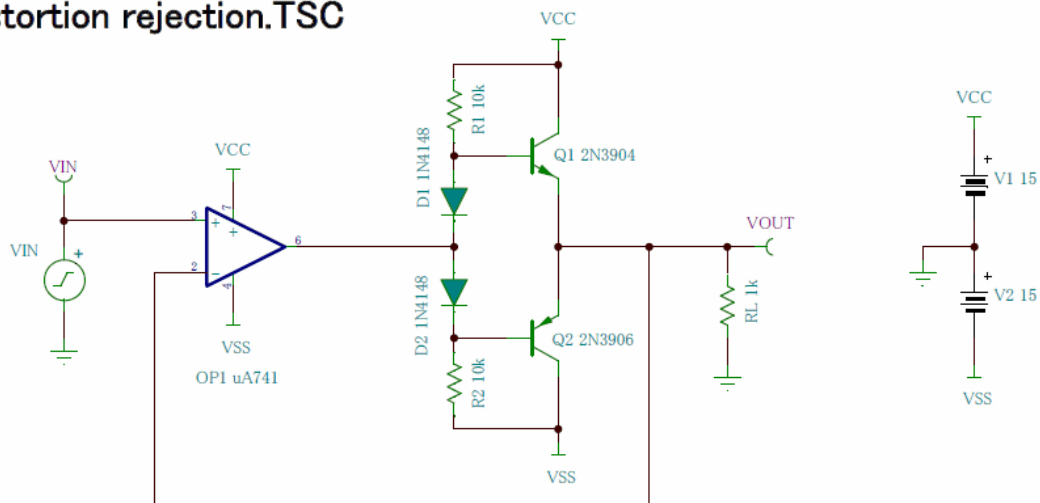 tortion rejection.TSC
VCC
R1 10k
D1 1N4148
Q1 2N3904
VCC
VIN
VIN
+
3
2
7
4
6
+
-
+
VSS
OP1 uA741
D2 1N4148
R2 10k
Q2 2N3906
VSS
VOUT
RL 1k
VCC
+
V1 15
+
V2 15
VSS